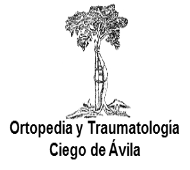 Ortopedia y Traumatología
Ciego de Ávila